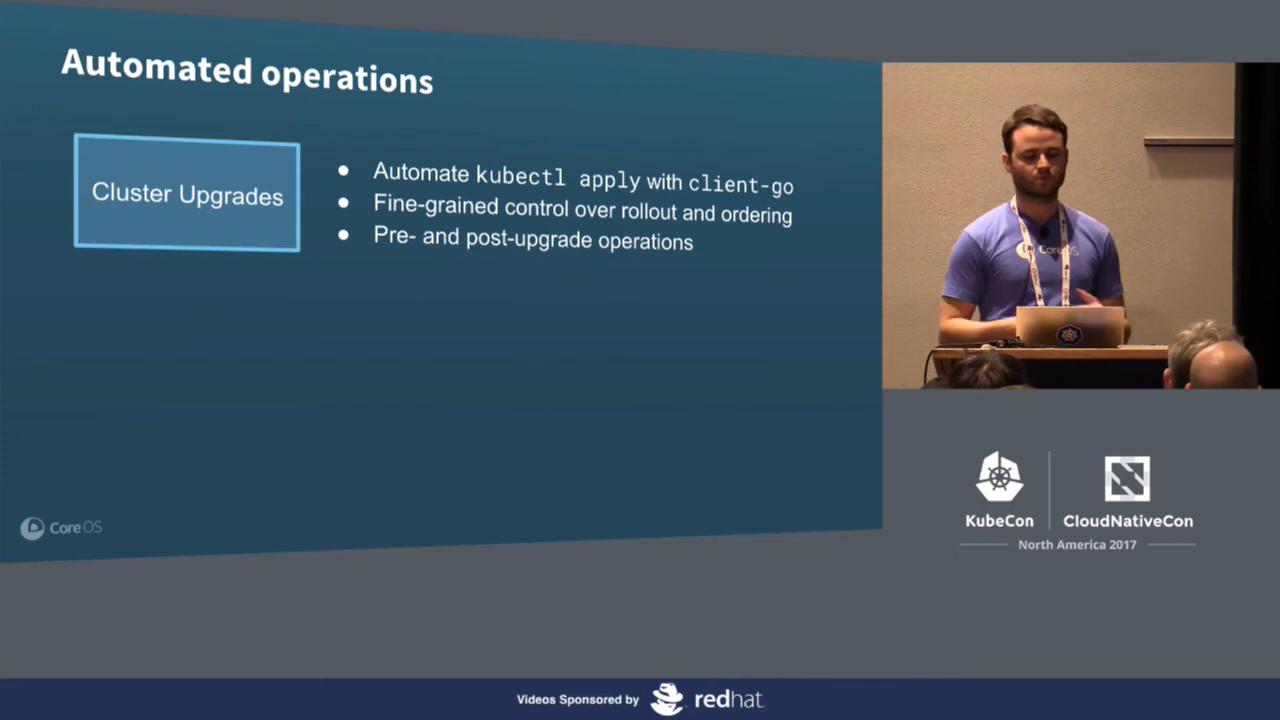 Automated operations
Cluster Upgrades
● Automate kubectl apply with client-go
● Fine-grained control over rollout and ordering
● Pre- and post-upgrade operations
CoreOS
CoreOS
KubeCon
CloudNativeCon
North America 2017
Videos Sponsored by redhat.